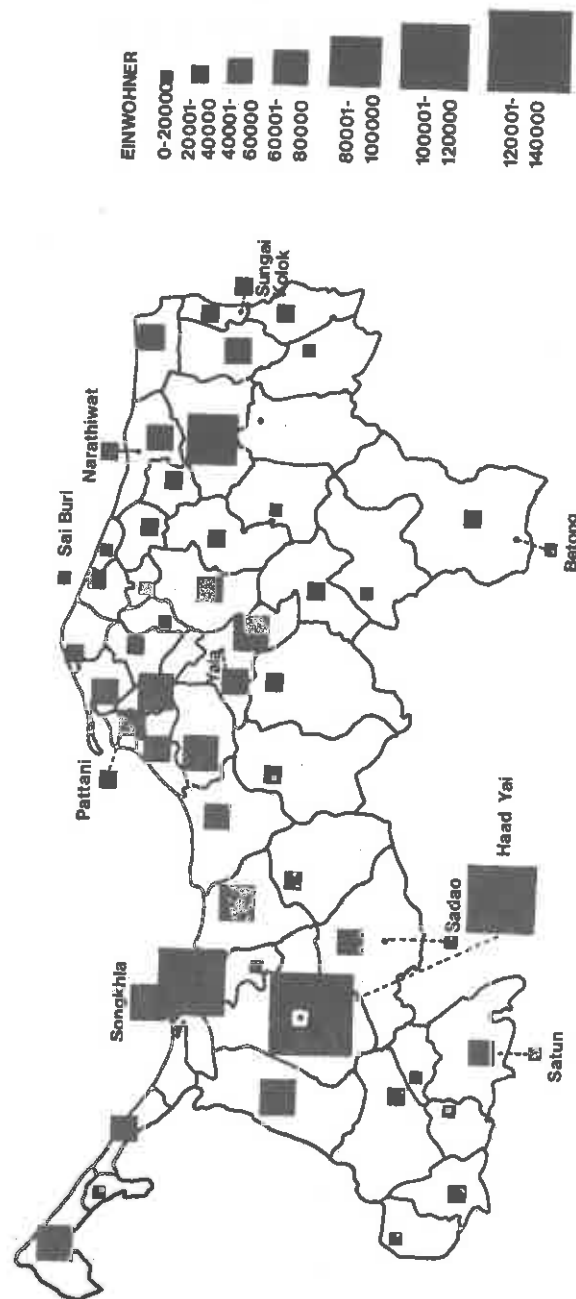 EINWOHNER
0-20000
20001-
40000
40001-
60000
60001-
80000
80001-
100000
100001-
120000
120001-
140000
Sungai
Kolok
Narathiwat
Sai Buri
Betong
Yala
Pattani
Haad Yai
Sadao
Songkhla
Satun